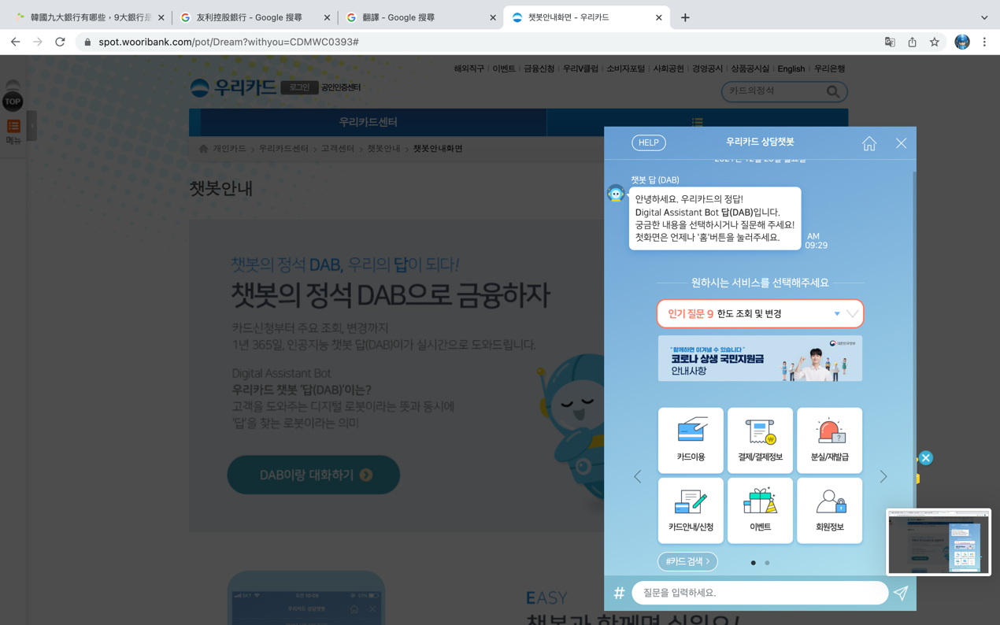 韓國九大銀行有哪些，9大銀行是
友利控股銀行 - Google 搜尋
翻譯 - Google 搜尋
챗봇안내화면 - 우리카드
spot.wooribank.com/pot/Dream?withyou=CDMWC0393#
해외직구 이벤트 금융신청 우리V클럽 소비자포털 사회공헌 경영공시 상품공시실 English 우리은행
우리카드 로그인 공인인증센터
카드의정석
TOP
메뉴
우리카드센터
개인카드 > 우리카드센터 > 고객센터 > 챗봇안내 > 챗봇안내화면
챗봇안내
챗봇의 정석 DAB, 우리의 답이 되다!
챗봇의 정석 DAB으로 금융하자
카드신청부터 주요 조회, 변경까지
1년 365일, 인공지능 챗봇 답(DAB)이가 실시간으로 도와드립니다.
Digital Assistant Bot
우리카드 챗봇 '답(DAB)'이는?
고객을 도와주는 디지털 로봇이라는 뜻과 동시에
'답'을 찾는 로봇이라는 의미
DAB이랑 대화하기
SKT
오전 10:09
우리카드 상담챗봇
EASY
HELP
우리카드 상담챗봇
챗봇 답 (DAB)
안녕하세요. 우리카드의 정답!
Digital Assistant Bot 답(DAB)입니다.
궁금한 내용을 선택하시거나 질문해 주세요!
첫화면은 언제나 '홈'버튼을 눌러주세요.
AM
09:29
원하시는 서비스를 선택해주세요
인기 질문 9 한도 조회 및 변경
"함께하면 이겨낼 수 있습니다"
대한민국정부
코로나 상생 국민지원금
안내사항
카드이용
결제/결제정보
분실/재발급
카드안내/신청
이벤트
회원정보
#카드 검색 >
# 질문을 입력하세요.